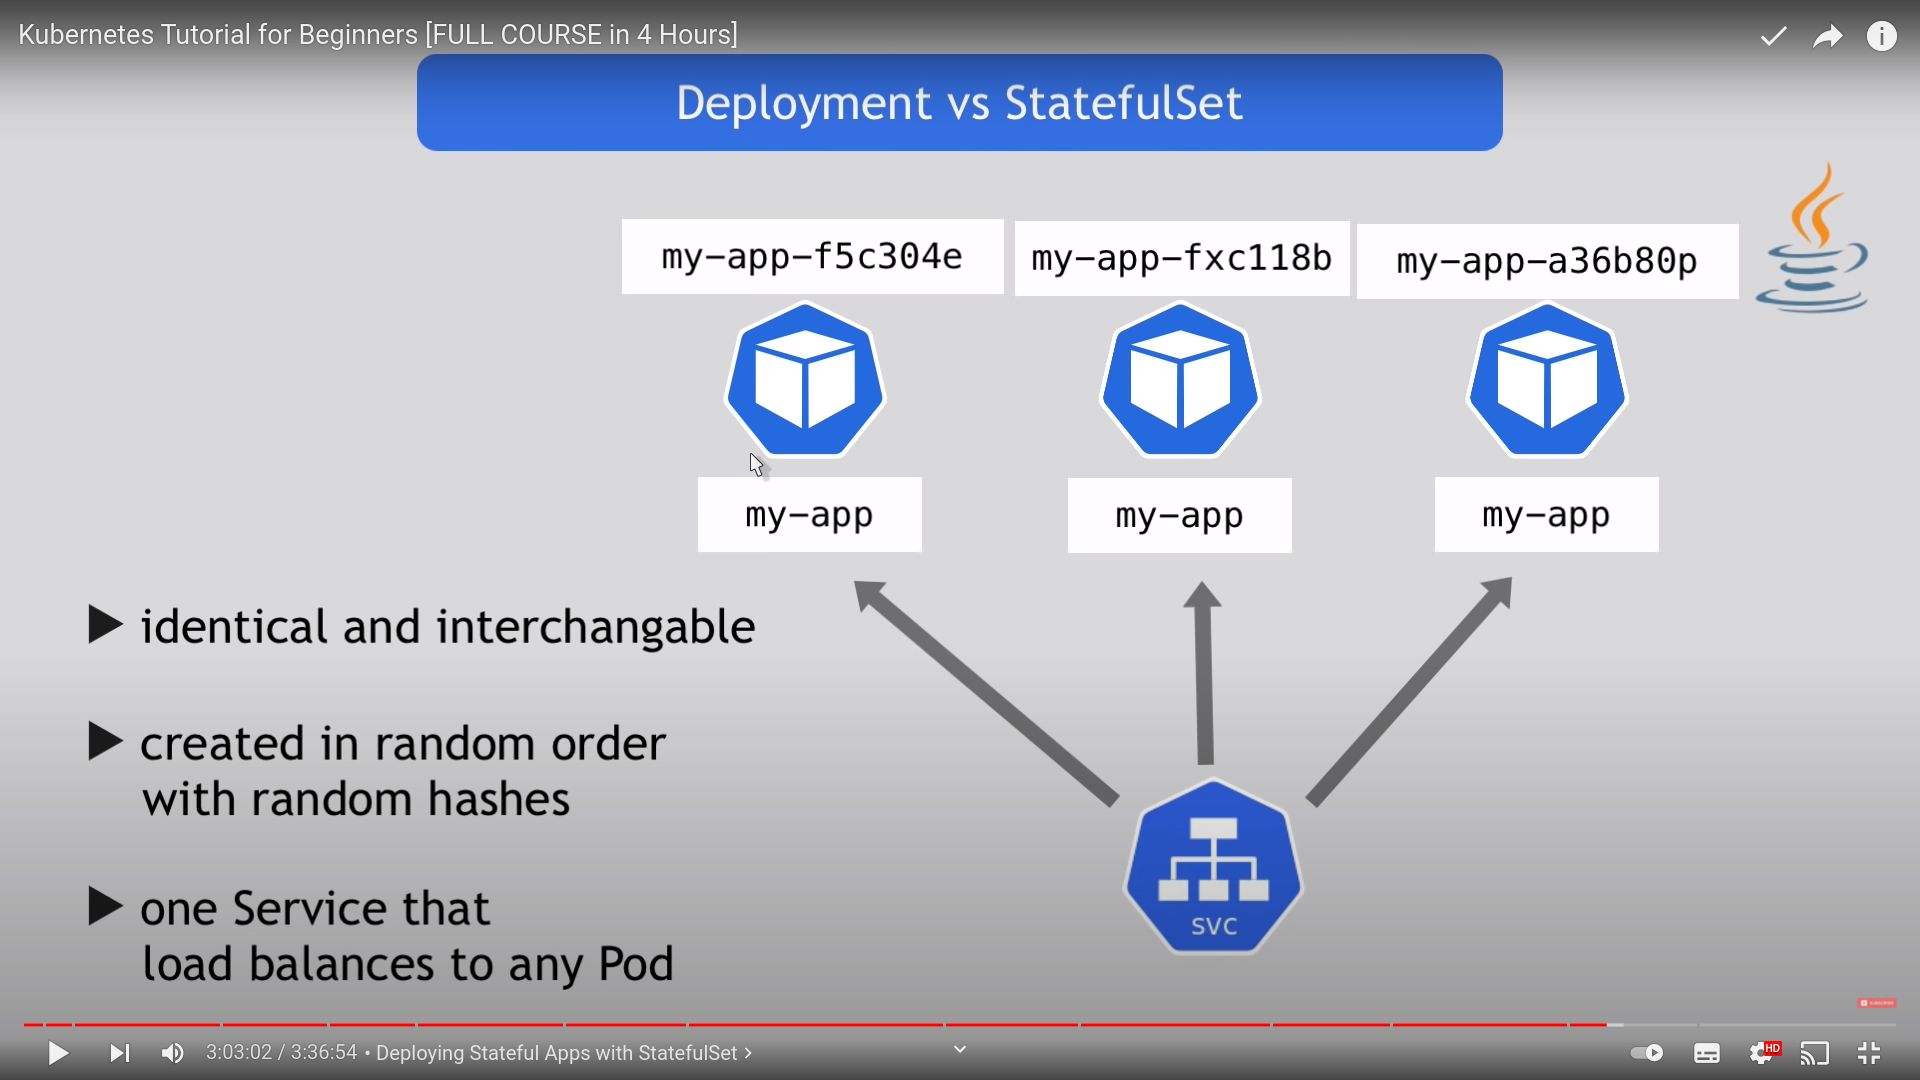 Kubernetes Tutorial for Beginners [FULL COURSE in 4 Hours]
Deployment vs StatefulSet
my-app-f5c304e
my-app-fxc118b
my-app-a36b80p
my-app
my-app
my-app
identical and interchangable
created in random order
with random hashes
one Service that
load balances to any Pod
svc
SUBSCRIBE
3:03:02 / 3:36:54 • Deploying Stateful Apps with StatefulSet
HD